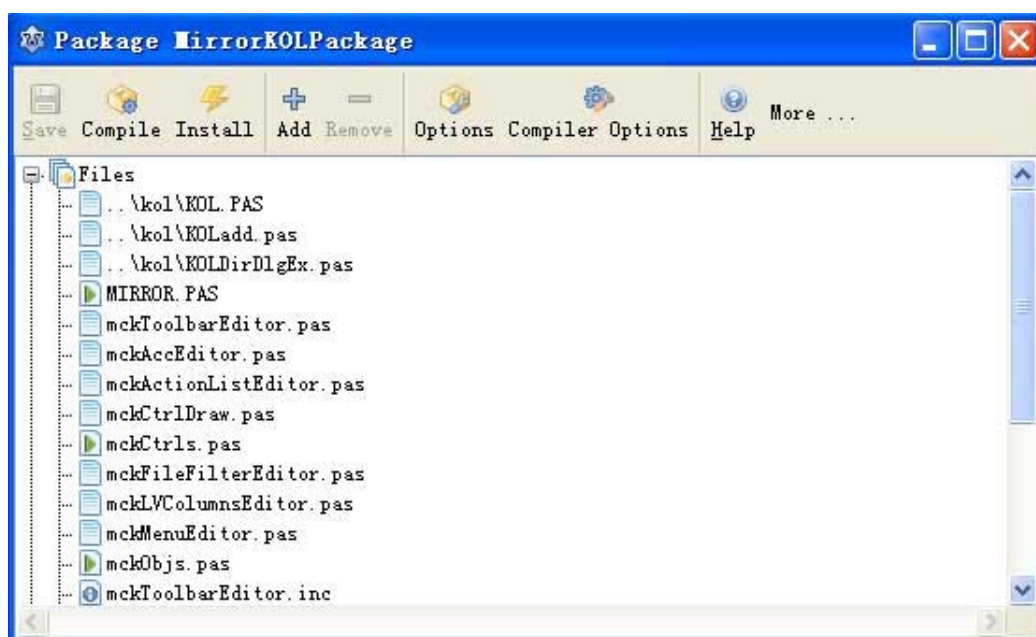 Package MirrorKOLPackage
Save Compile Install Add Remove Options Compiler Options Help More ...
Files
..\kol\KOL.PAS
..\kol\KOLadd.pas
..\kol\KOLDirDlgEx.pas
MIRROR.PAS
mckToolbarEditor.pas
mckAccEditor.pas
mckActionListEditor.pas
mckCtrlDraw.pas
mckCtrls.pas
mckFileFilterEditor.pas
mckLVColumnsEditor.pas
mckMenuEditor.pas
mckObjs.pas
mckToolbarEditor.inc